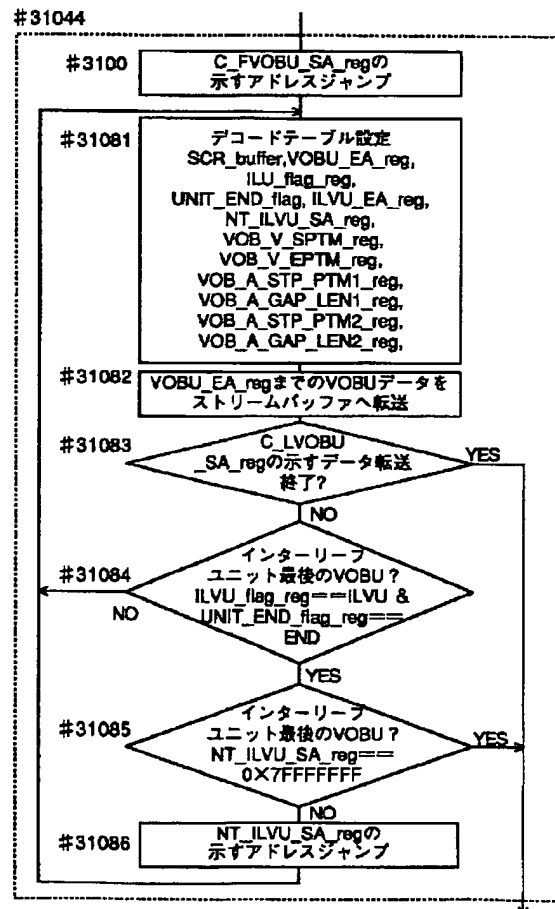 #31044
#3100
C_FVOBU_SA_regの
示すアドレスジャンプ
#31081
デコードテーブル設定
SCR_buffer,VOBU_EA_reg,
ILU_flag_reg,
UNIT_END_flag, ILVU_EA_reg,
NT_ILVU_SA_reg,
VOB_V_SPTM_reg,
VOB_V_EPTM_reg,
VOB_A_STP_PTM1_reg,
VOB_A_GAP_LEN1_reg,
VOB_A_STP_PTM2_reg,
VOB_A_GAP_LEN2_reg,
#31082
VOBU_EA_regまでのVOBUデータを
ストリームバッファへ転送
#31083
C_LVOBU
_SA_regの示すデータ転送
終了?
YES
NO
#31084
インターリーブ
ユニット最後のVOBU?
ILVU_flag_reg==ILVU &
UNIT_END_flag_reg==
END
NO
YES
#31085
インターリーブ
ユニット最後のVOBU?
NT_ILVU_SA_reg==
0×7FFFFFFF
YES
NO
#31086
NT_ILVU_SA_regの
示すアドレスジャンプ